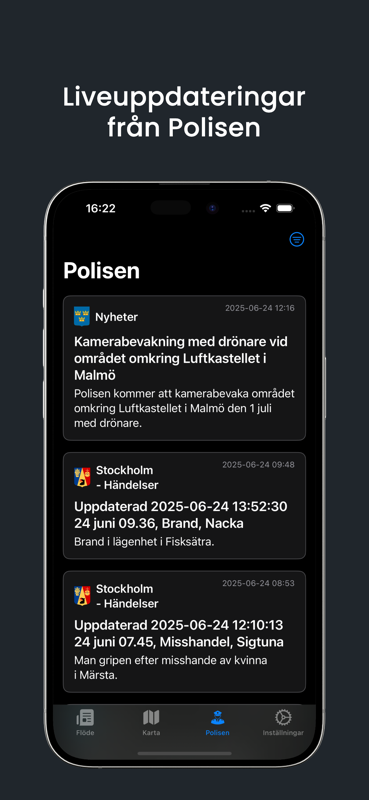 Liveuppdateringar
från Polisen
16:22
Polisen
Nyheter
2025-06-24 12:16
Kamerabevakning med drönare vid
området omkring Luftkastellet i
Malmö
Polisen kommer att kamerabevaka området
omkring Luftkastellet i Malmö den 1 juli
med drönare.
Stockholm
- Händelser
2025-06-24 09:48
Uppdaterad 2025-06-24 13:52:30
24 juni 09.36, Brand, Nacka
Brand i lägenhet i Fisksätra.
Stockholm
- Händelser
2025-06-24 08:53
Uppdaterad 2025-06-24 12:10:13
24 juni 07.45, Misshandel, Sigtuna
Man gripen efter misshande av kvinna
i Märsta.
Flöde
Karta
Polisen
Inställningar